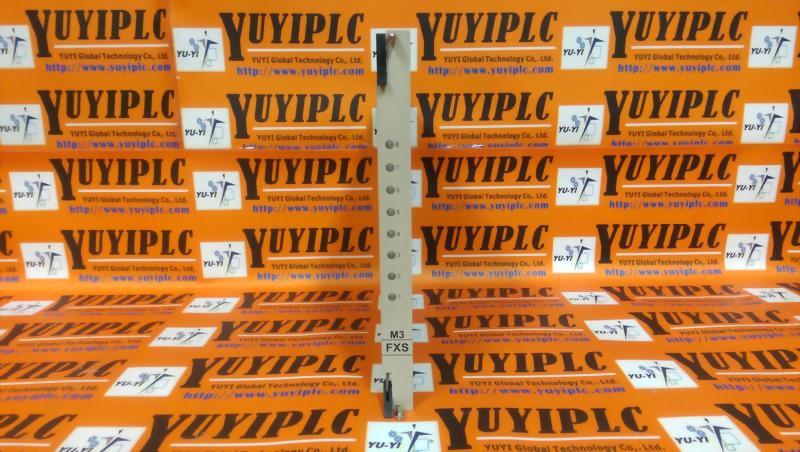 YUYIPLC
YUYI Global Technology Co,. Ltd.
http://www.yuyiplc.com
YU-YI
8
7
6
5
4
3
2
1
M3
FXS